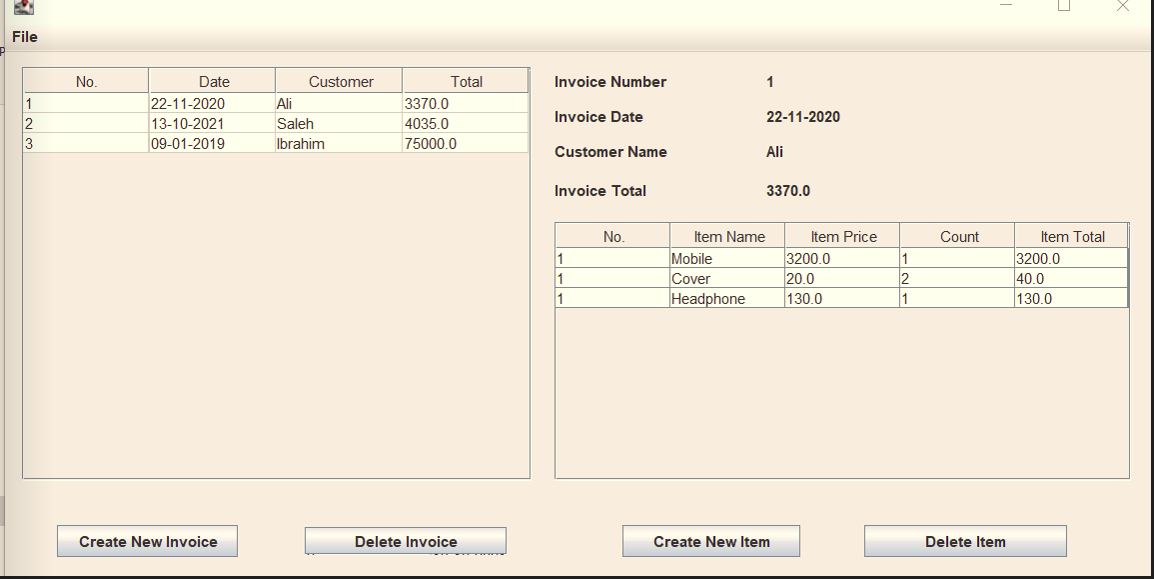 File
No. Date Customer Total
1 22-11-2020 Ali 3370.0
2 13-10-2021 Saleh 4035.0
3 09-01-2019 Ibrahim 75000.0
Invoice Number 1
Invoice Date 22-11-2020
Customer Name Ali
Invoice Total 3370.0
No. Item Name Item Price Count Item Total
1 Mobile 3200.0 1 3200.0
1 Cover 20.0 2 40.0
1 Headphone 130.0 1 130.0
Create New Invoice Delete Invoice Create New Item Delete Item